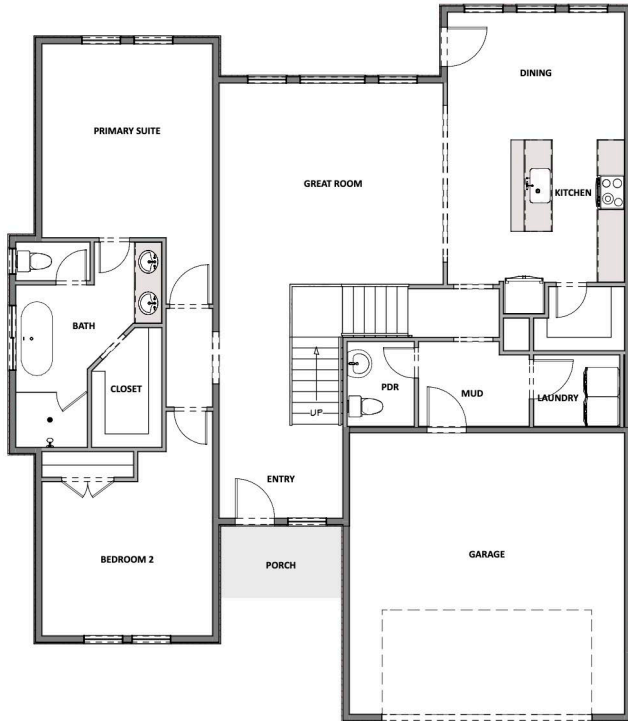 DINING
PRIMARY SUITE
GREAT ROOM
KITCHEN
BATH
CLOSET
PDR
MUD
LAUNDRY
UP
ENTRY
BEDROOM 2
PORCH
GARAGE